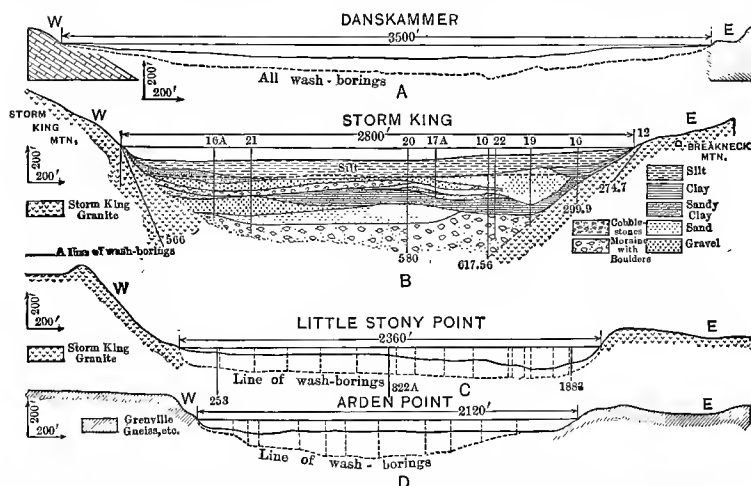 DANSKAMMER
W
3500'
E
200'
200'
All wash-borings
A
STORM KING
W
2800'
E
STORM
KING
MTN.
16A
21
20
17A
10
22
19
16
12
BREAKNECK
MTN.
Silt
200'
200'
Storm King
Granite
566
A line of wash-borings
580
617.56
209.9
274.7
Silt
Clay
Sandy
Clay
Sand
Gravel
Cobble-
stones
Moraine
with
Boulders
B
W
LITTLE STONY POINT
2360'
E
200'
200'
Storm King
Granite
Line of wash-borings
253
322A
C
1882
ARDEN POINT
W
2120'
E
200'
200'
Grenville
Gneiss, etc.
Line of wash - borings
D